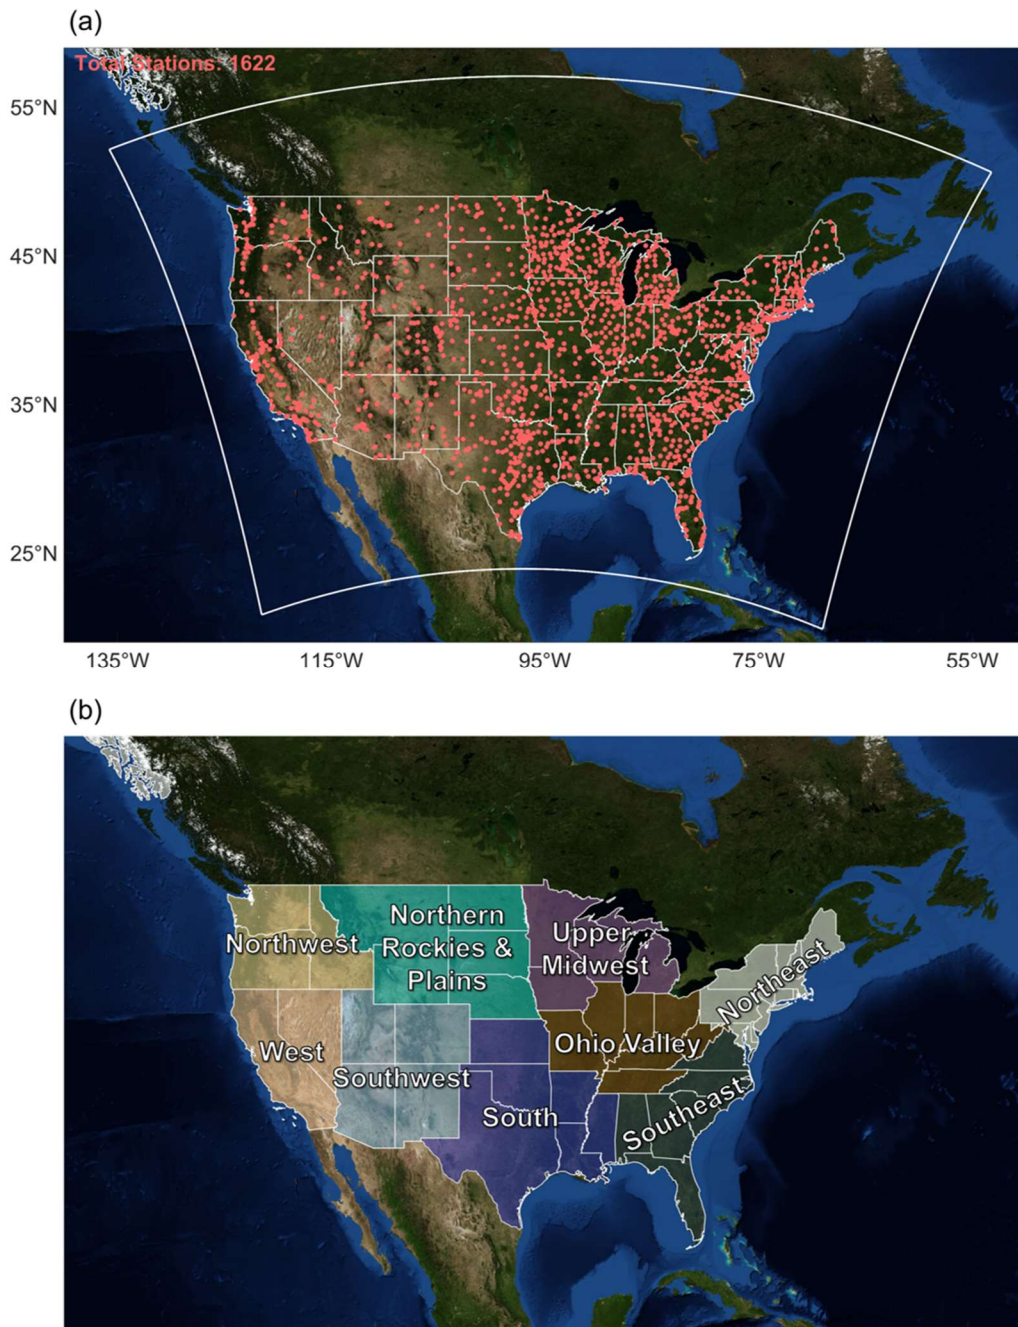 (a)
Total Stations: 1622
55°N
45°N
35°N
25°N
135°W 115°W 95°W 75°W 55°W
(b)
Northwest
Northern
Rockies &
Plains
Upper
Midwest
Northeast
West
Southwest
Ohio Valley
South
Southeast